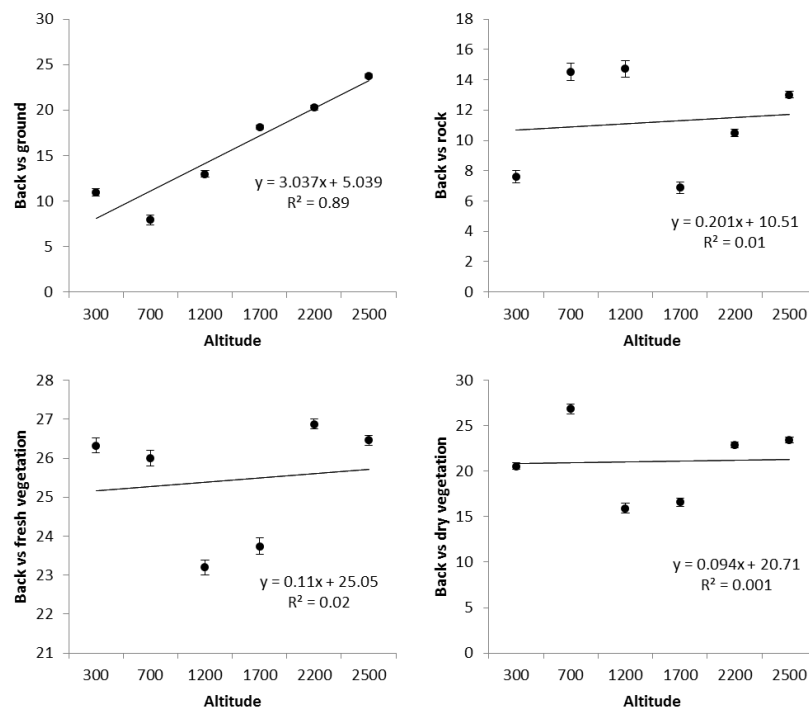 Back vs ground
30
25
20
15
10
5
0
y = 3.037x + 5.039
R² = 0.89
300 700 1200 1700 2200 2500
Altitude
Back vs rock
18
16
14
12
10
8
6
4
2
0
y = 0.201x + 10.51
R² = 0.01
300 700 1200 1700 2200 2500
Altitude
Back vs fresh vegetation
28
27
26
25
24
23
22
21
y = 0.11x + 25.05
R² = 0.02
300 700 1200 1700 2200 2500
Altitude
Back vs dry vegetation
30
25
20
15
10
5
0
y = 0.094x + 20.71
R² = 0.001
300 700 1200 1700 2200 2500
Altitude